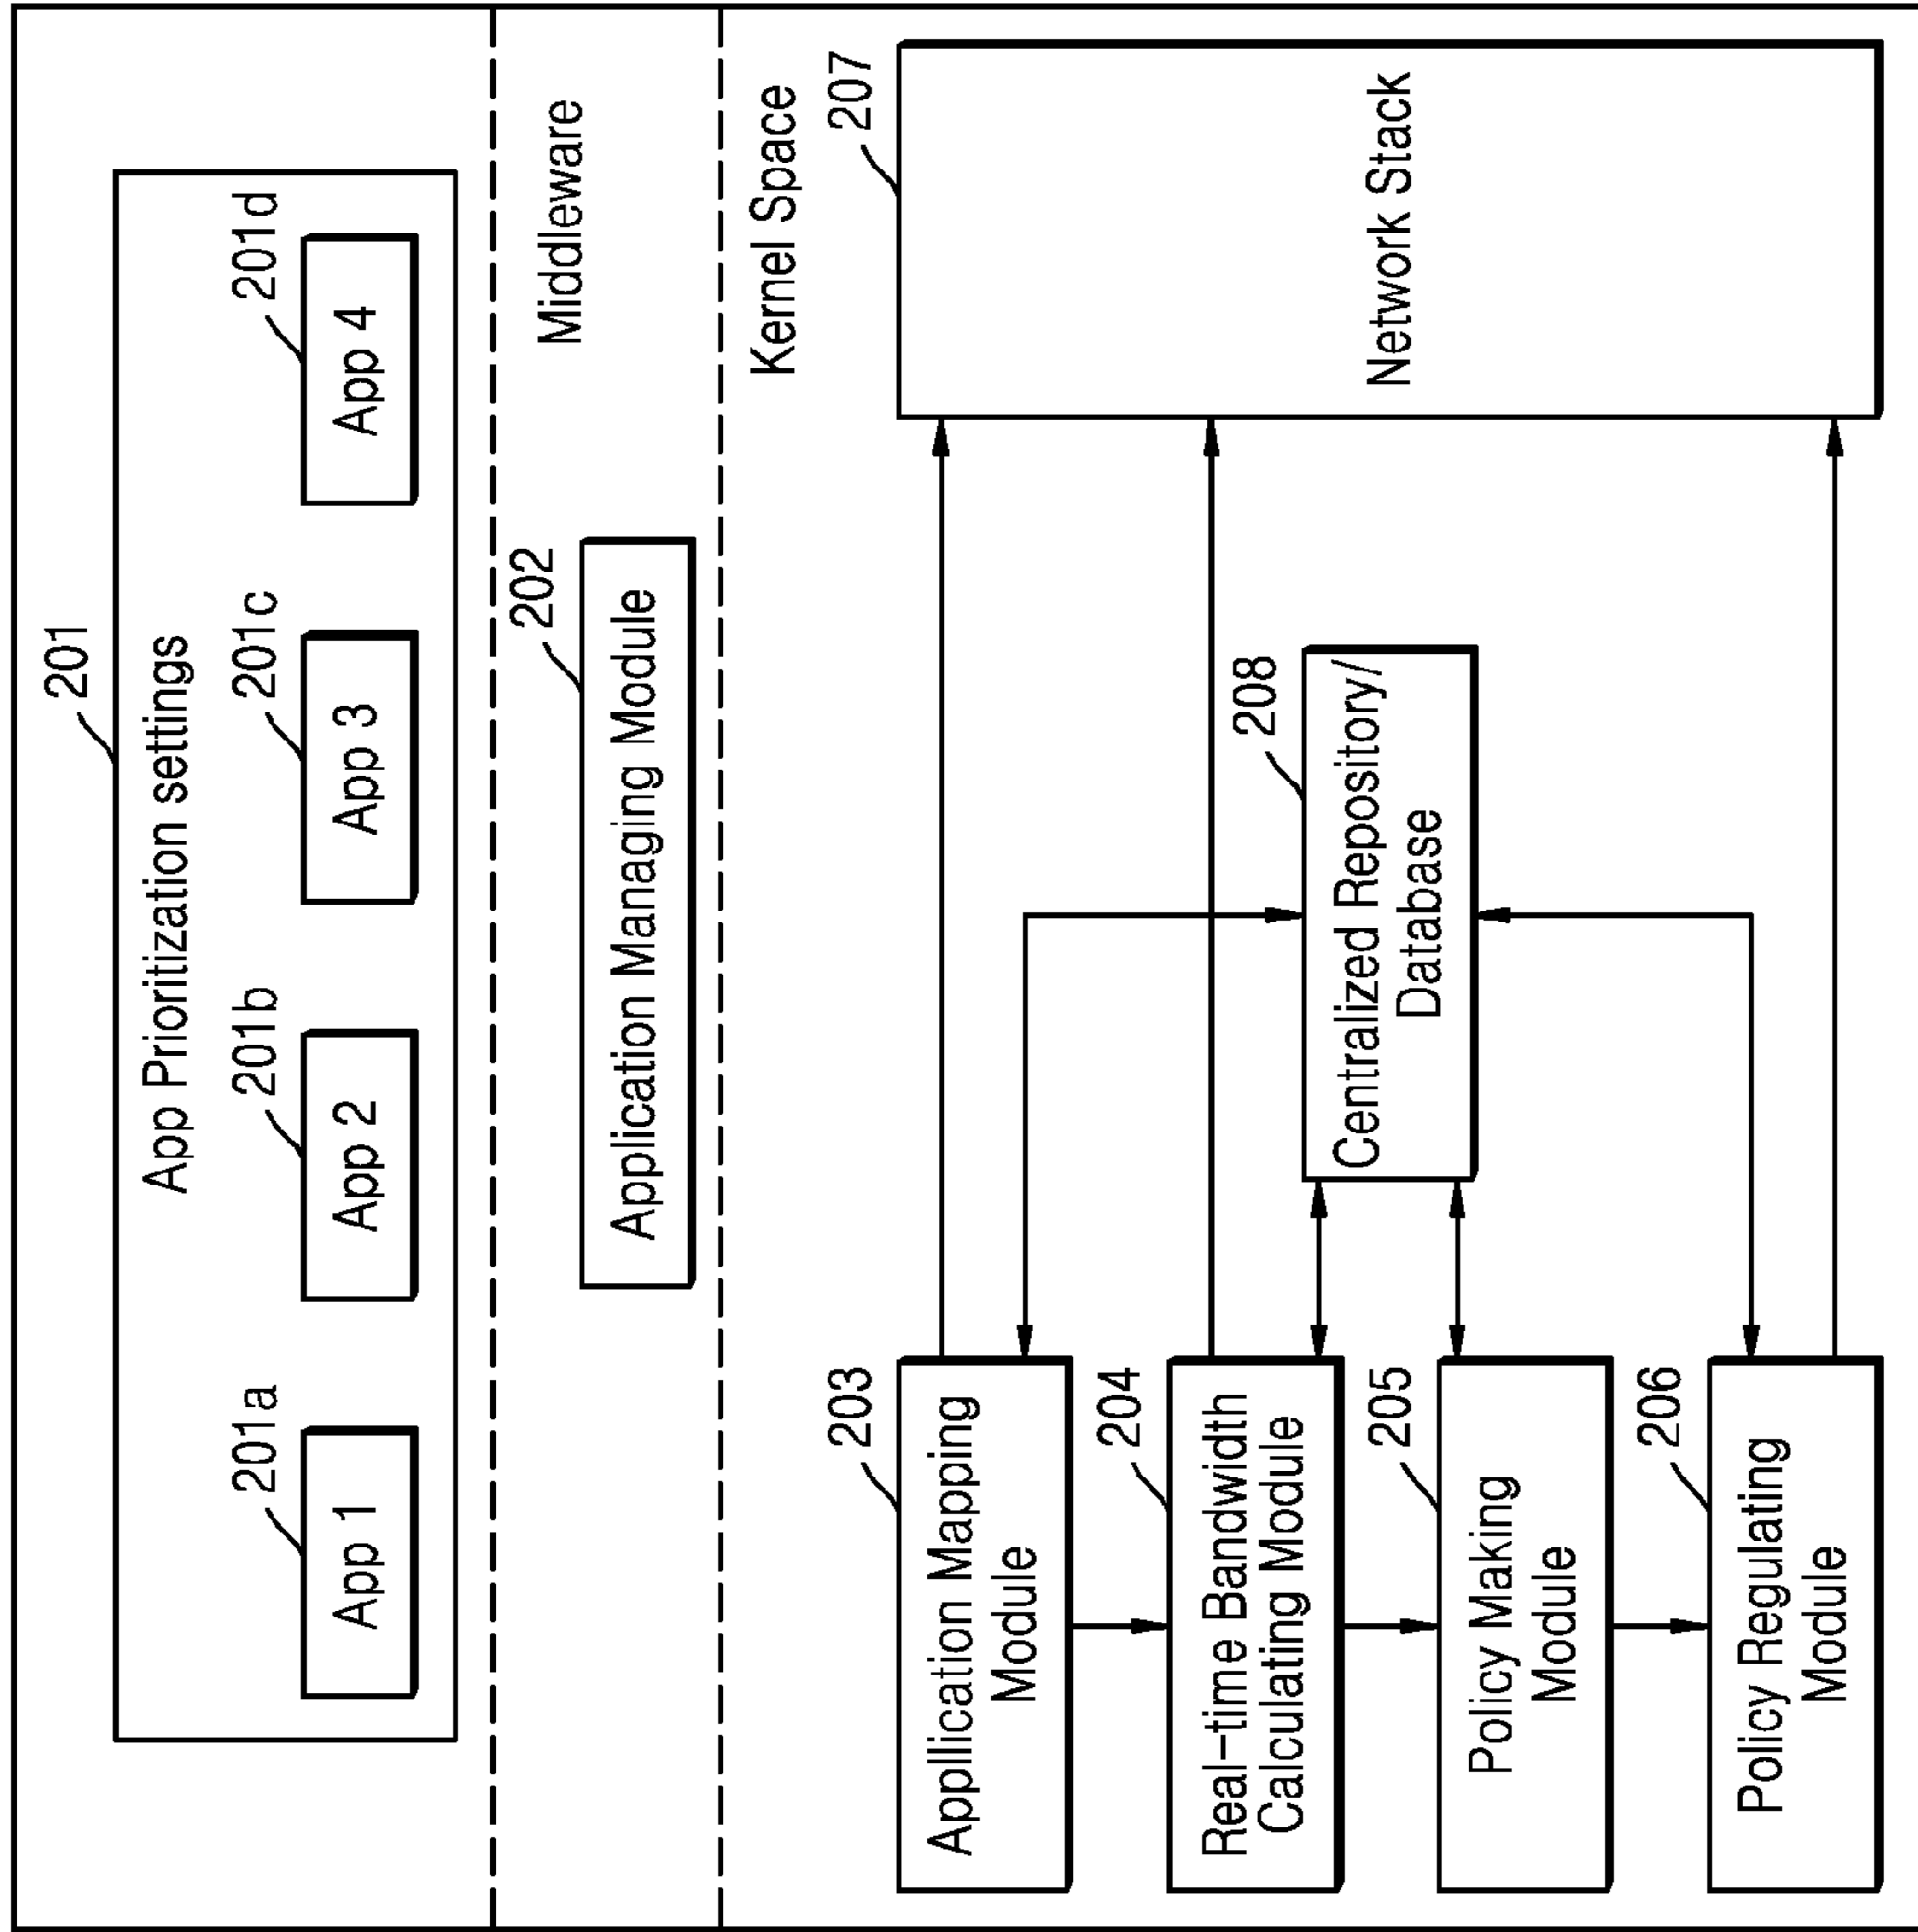 201
App Prioritization settings
201a
201b
201c
201d
App 1
App 2
App 3
App 4
Middleware
202
Application Managing Module
Kernel Space
203
Appllication Mapping
Module
207
Network Stack
204
Real-time Bandwidth
Calculating Module
208
Centralized Repository/
Database
205
Policy Making
Module
206
Policy Regulating
Module